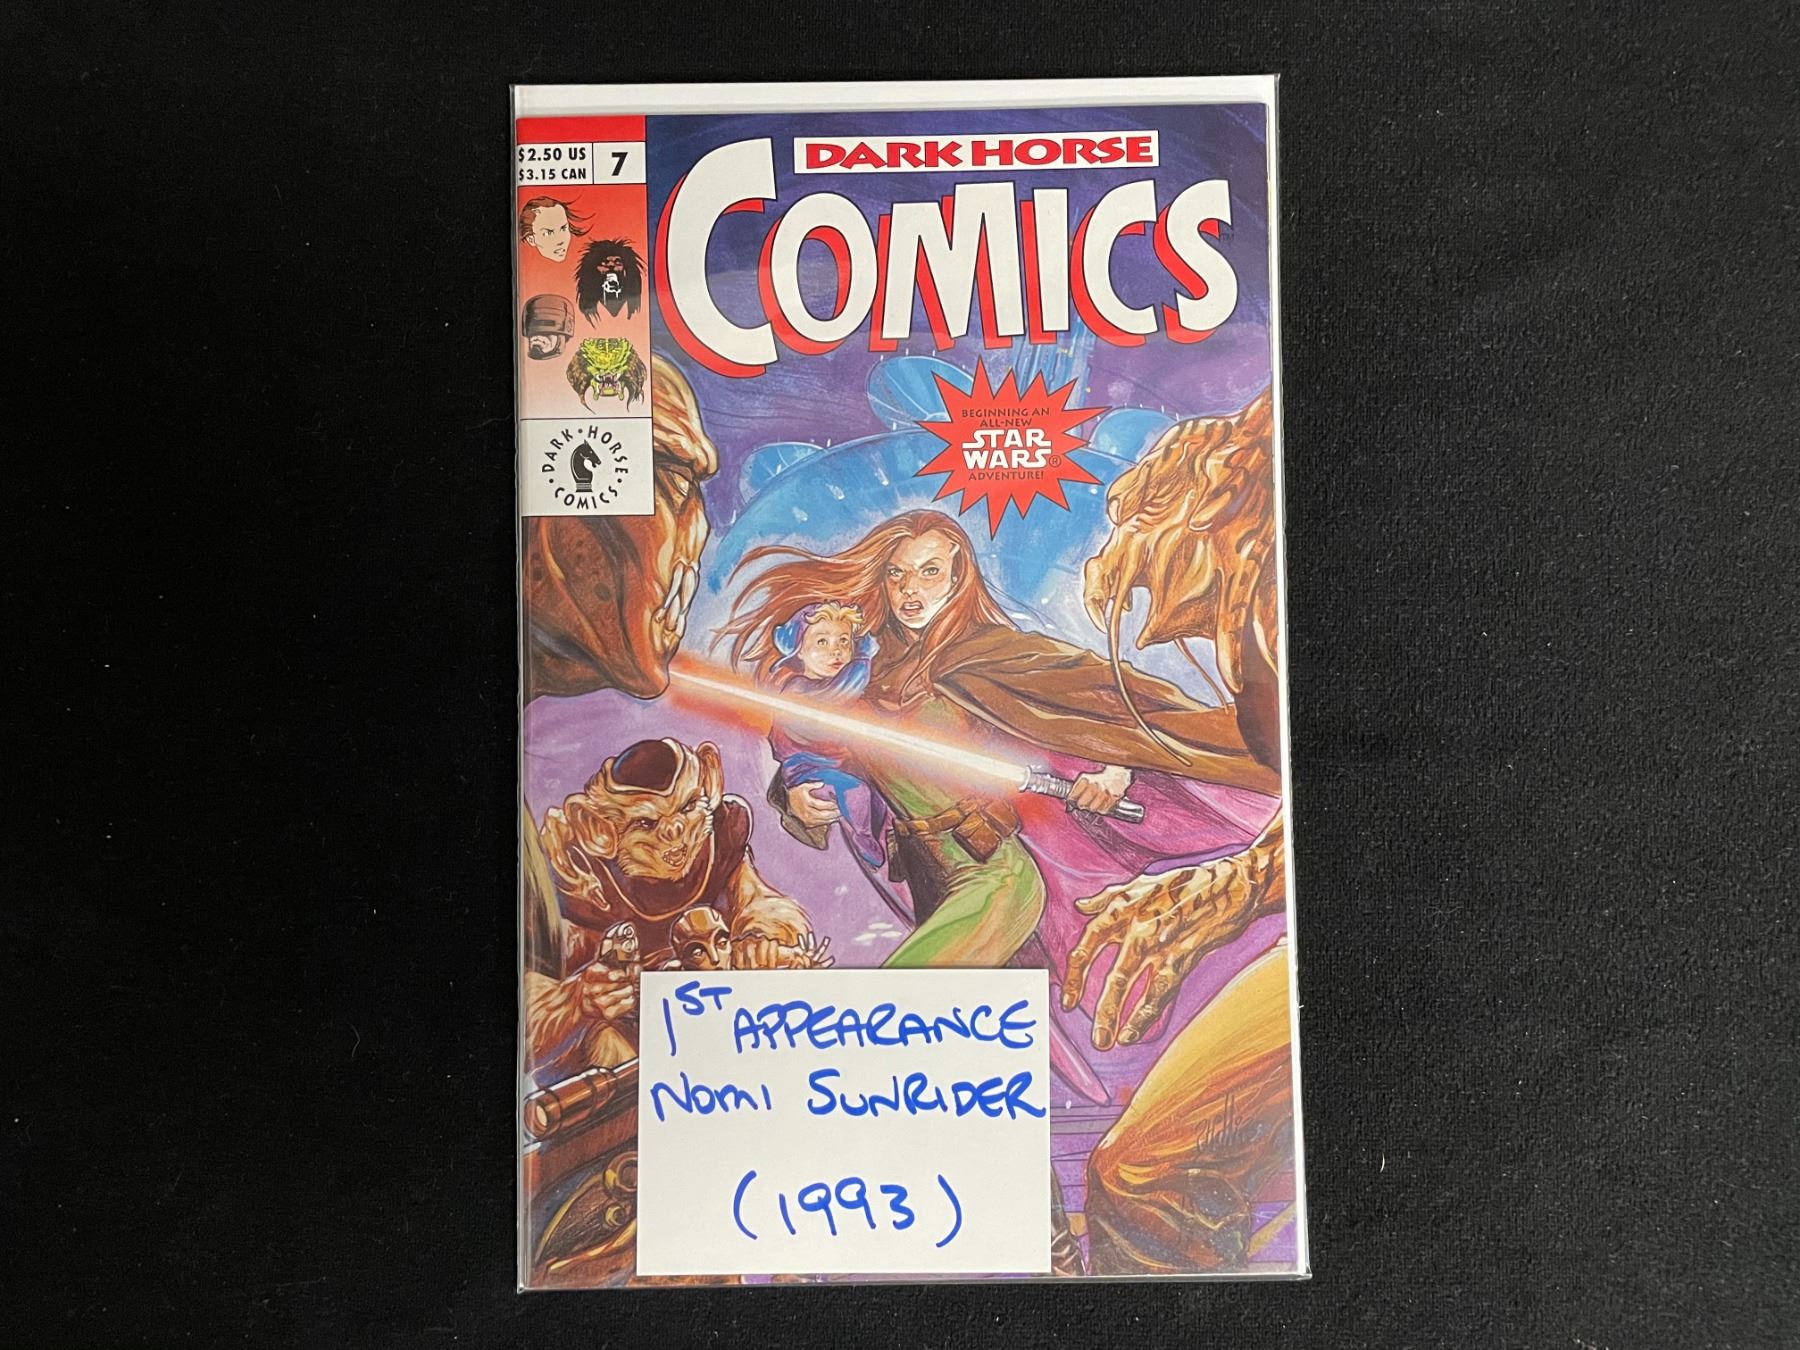 $2.50 US
$3.15 CAN
7
DARK HORSE
COMICS™
BEGINNING AN
ALL-NEW
STAR
WARS®
ADVENTURE!
DARK • HORSE • COMICS •
1ST APPEARANCE
NOMI SUNRIDER
(1993)